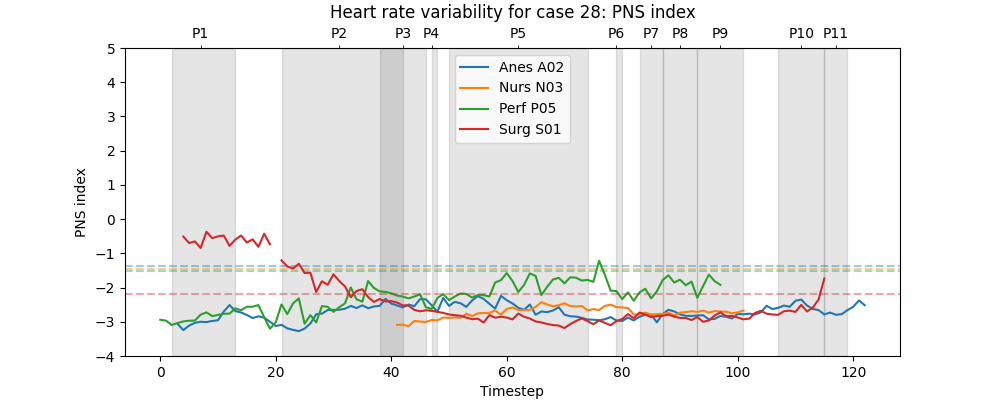 Heart rate variability for case 28: PNS index
P1 P2 P3 P4 P5 P6 P7 P8 P9 P10 P11
5
4
3
2
1
0
−1
−2
−3
−4
PNS index
Anes A02
Nurs N03
Perf P05
Surg S01
0 20 40 60 80 100 120
Timestep